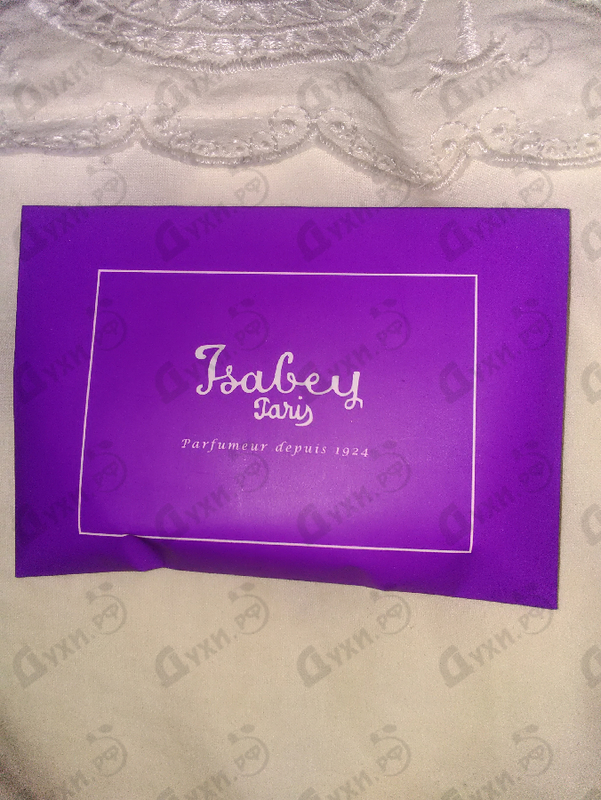 Isabey
Paris
Parfumeur depuis 1924
Духи.рф